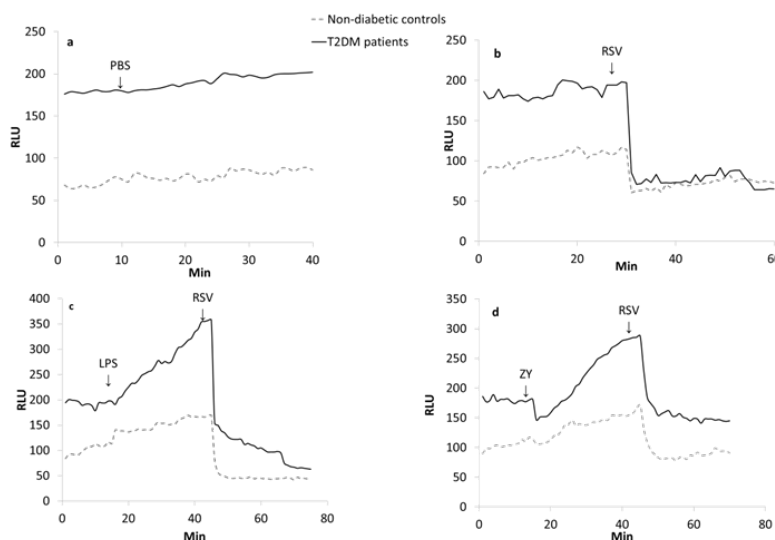 Non-diabetic controls
T2DM patients
a
PBS
RLU
250
200
150
100
50
0
0 10 20 30 40
Min
b
RSV
RLU
250
200
150
100
50
0
0 20 40 60
Min
c
LPS
RSV
RLU
400
350
300
250
200
150
100
50
0
0 20 40 60 80
Min
d
ZY
RSV
RLU
350
300
250
200
150
100
50
0
0 20 40 60 80 100
Min